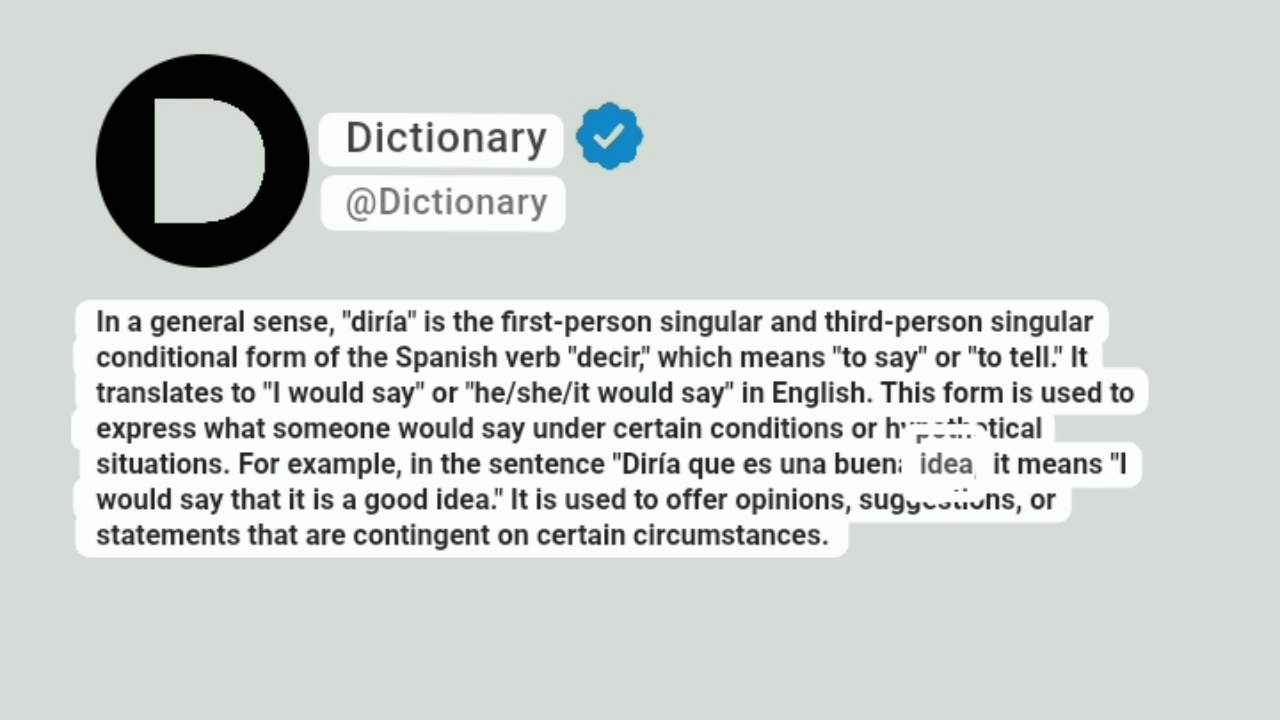 Dictionary
@Dictionary
In a general sense, "diría" is the first-person singular and third-person singular
conditional form of the Spanish verb "decir," which means "to say" or "to tell." It
translates to "I would say" or "he/she/it would say" in English. This form is used to
express what someone would say under certain conditions or hypothetical
situations. For example, in the sentence "Diría que es una buena idea, it means "I
would say that it is a good idea." It is used to offer opinions, suggestions, or
statements that are contingent on certain circumstances.